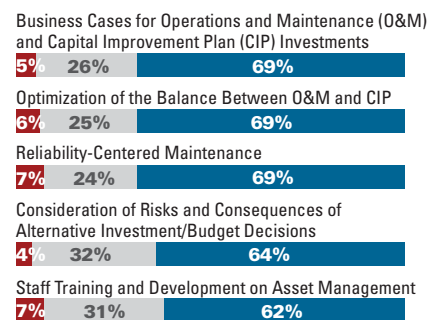 Business Cases for Operations and Maintenance (O&M)
and Capital Improvement Plan (CIP) Investments
5% 26% 69%
Optimization of the Balance Between O&M and CIP
6% 25% 69%
Reliability-Centered Maintenance
7% 24% 69%
Consideration of Risks and Consequences of
Alternative Investment/Budget Decisions
4% 32% 64%
Staff Training and Development on Asset Management
7% 31% 62%